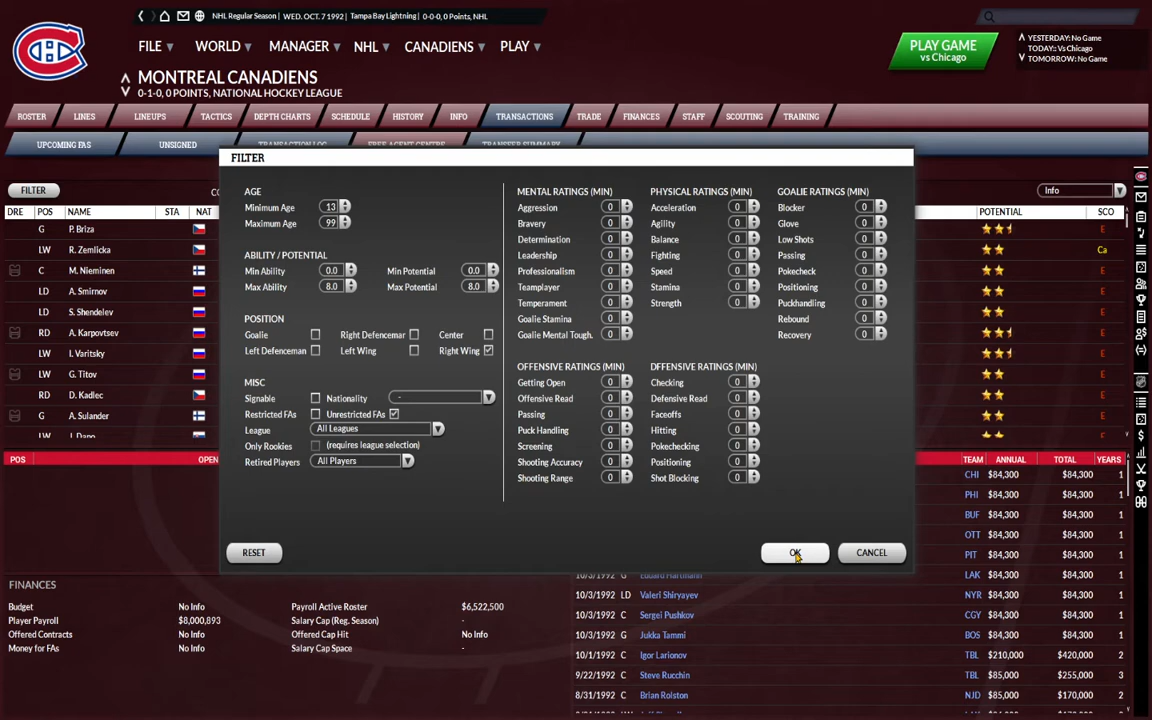 NHL Regular Season | WED. OCT. 7 1992 | Tampa Bay Lightning | 0-0-0, 0 Points, NHL
FILE WORLD MANAGER NHL CANADIENS PLAY
PLAY GAME
vs Chicago
YESTERDAY: No Game
TODAY:: Vs Chicago
TOMORROW: No Game
MONTREAL CANADIENS
0-1-0, 0 POINTS, NATIONAL HOCKEY LEAGUE
ROSTER LINES LINEUPS TACTICS DEPTH CHARTS SCHEDULE HISTORY INFO TRANSACTIONS TRADE FINANCES STAFF SCOUTING TRAINING
UPCOMING FAS UNSIGNED TRANSACTION LOG FREE AGENT CENTRE TRANSFER SUMMARY
FILTER
FILTER
Info
DRE POS NAME STA NAT POTENTIAL SCO
G P. Briza E
LW R. Zemlicka Ca
C M. Nieminen E
LD A. Smirnov E
LD S. Shendelev E
RD A. Karpovtsev E
LW I. Varitsky E
LW G. Titov E
RD D. Kadlec E
G A. Sulander E
LW J. Dano E
AGE
Minimum Age 13
Maximum Age 99
ABILITY/POTENTIAL
Min Ability 0.0 Min Potential 0.0
Max Ability 8.0 Max Potential 8.0
POSITION
Goalie Right Defenceman Center
Left Defenceman Left Wing Right Wing
MISC
Signable Nationality -
Restricted FAs Unrestricted FAs
League All Leagues
Only Rookies (requires league selection)
Retired Players All Players
MENTAL RATINGS (MIN)
Aggression 0
Bravery 0
Determination 0
Leadership 0
Professionalism 0
Teamplayer 0
Temperament 0
Goalie Stamina 0
Goalie Mental Tough. 0
PHYSICAL RATINGS (MIN)
Acceleration 0
Agility 0
Balance 0
Fighting 0
Speed 0
Stamina 0
Strength 0
GOALIE RATINGS (MIN)
Blocker 0
Glove 0
Low Shots 0
Passing 0
Pokecheck 0
Positioning 0
Puckhandling 0
Rebound 0
Recovery 0
OFFENSIVE RATINGS (MIN)
Getting Open 0
Offensive Read 0
Passing 0
Puck Handling 0
Screening 0
Shooting Accuracy 0
Shooting Range 0
DFFENSIVE RATINGS (MIN)
Checking 0
Defensive Read 0
Faceoffs 0
Hitting 0
Pokechecking 0
Positioning 0
Shot Blocking 0
RESET OK CANCEL
POS OPEN
TEAM ANNUAL TOTAL YEARS
CHI $84,300 $84,300 1
PHI $84,300 $84,300 1
BUF $84,300 $84,300 1
OTT $84,300 $84,300 1
PIT $84,300 $84,300 1
10/3/1992 G Eduard Hartmann LAK $84,300 $84,300 1
10/3/1992 LD Valeri Shiryayev NYR $84,300 $84,300 1
10/3/1992 C Sergei Pushkov CGY $84,300 $84,300 1
10/3/1992 G Jukka Tammi BOS $84,300 $84,300 1
10/1/1992 C Igor Larionov TBL $210,000 $420,000 2
9/22/1992 C Steve Rucchin TBL $85,000 $255,000 3
8/31/1992 C Brian Rolston NJD $85,000 $170,000 2
FINANCES
Budget No Info Payroll Active Roster $6,522,500
Player Payroll $8,000,893 Salary Cap (Reg. Season) -
Offered Contracts No Info Offered Cap Hit No Info
Money for FAs No Info Salary Cap Space -